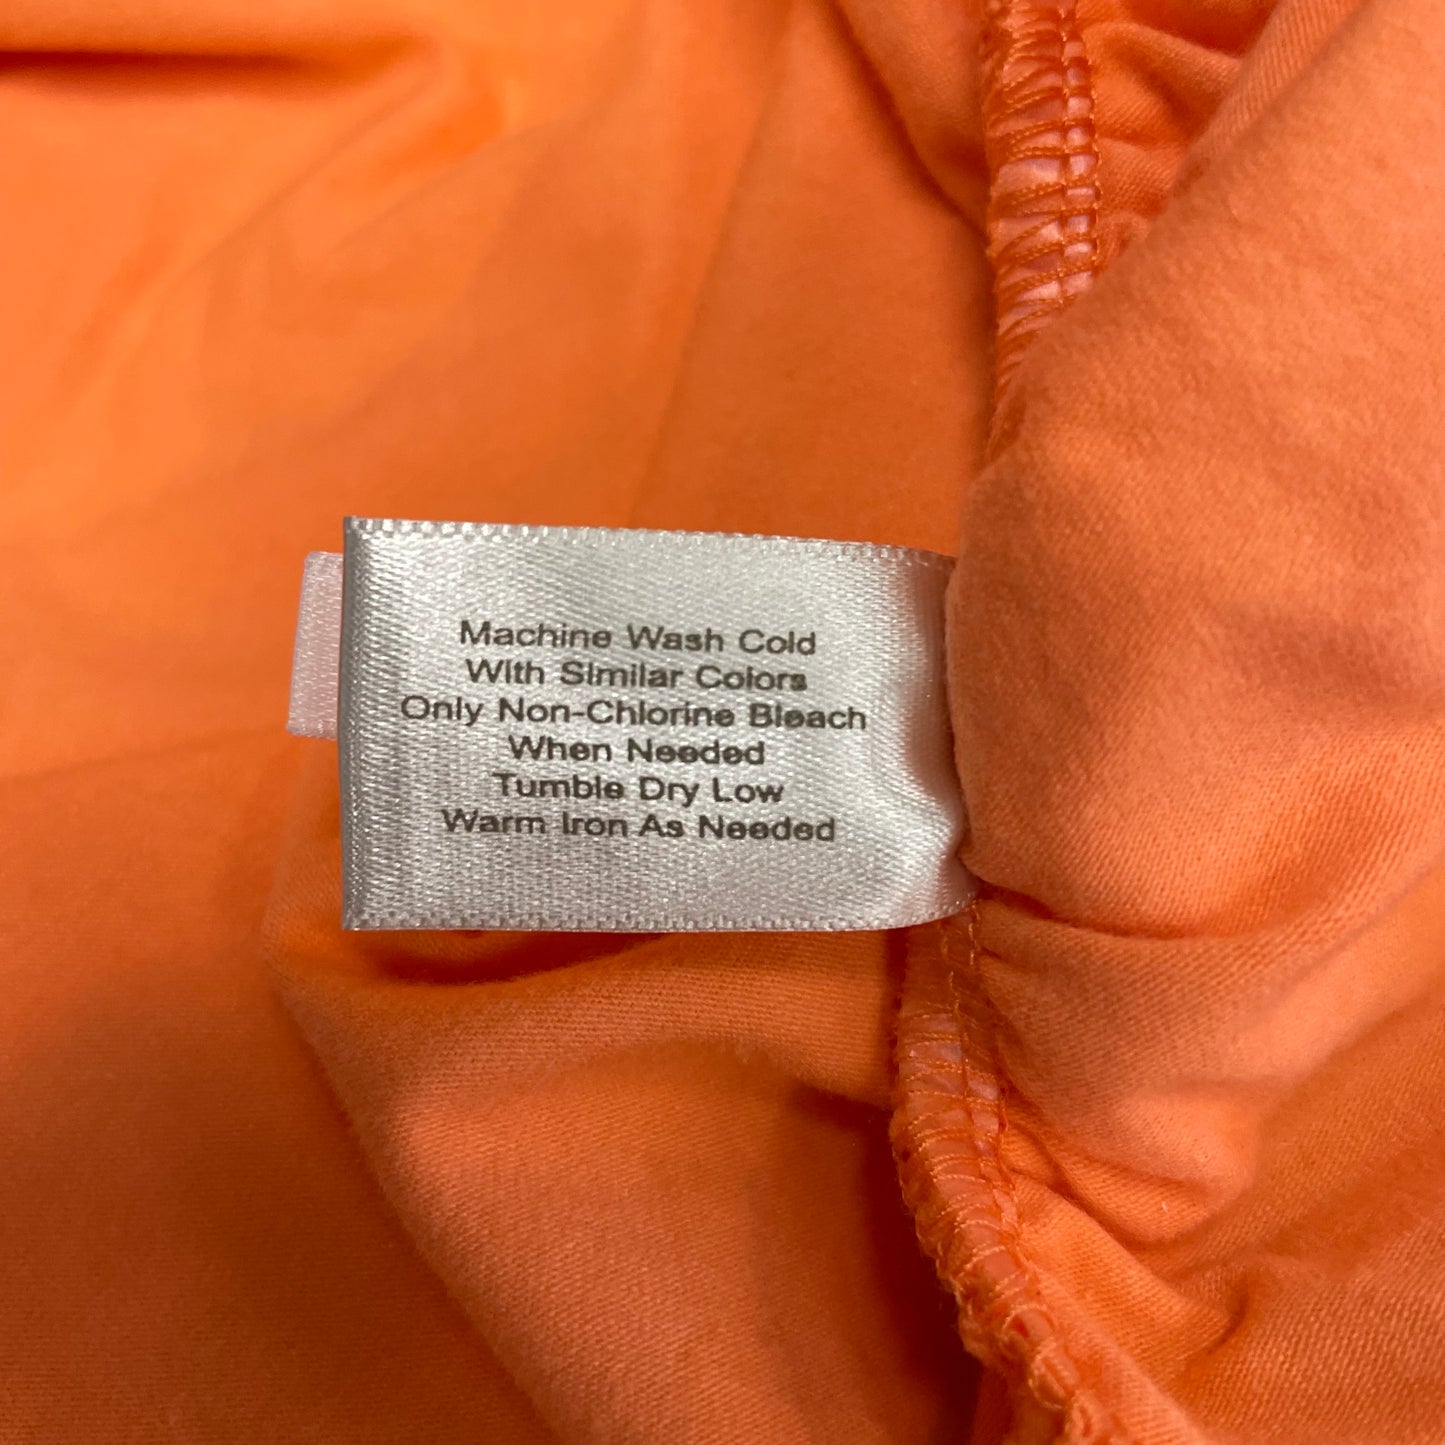 Machine Wash Cold
With Similar Colors
Only Non-Chlorine Bleach
When Needed
Tumble Dry Low
Warm Iron As Needed